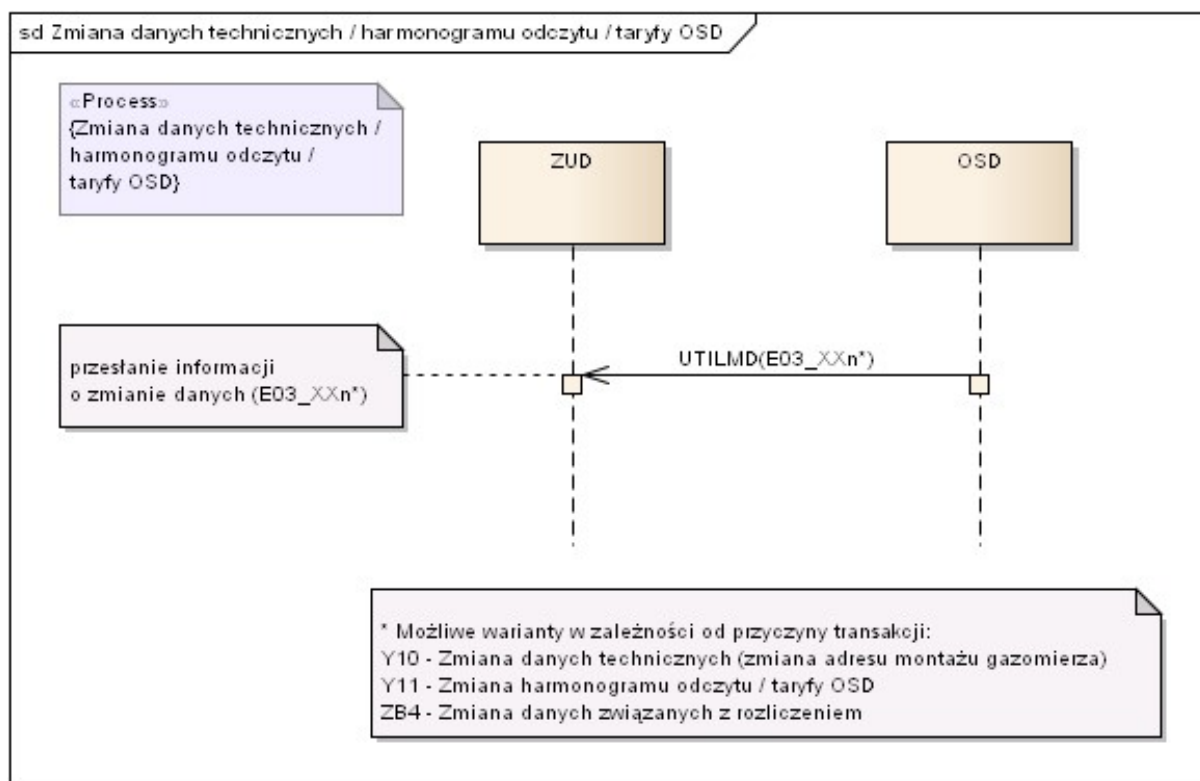 sd Zmiana danych technicznych / harmonogramu odczytu / taryfy OSD
«Process»
{Zmiana danych technicznych /
harmonogramu odczytu /
taryfy OSD}
ZUD
OSD
przesłanie informacji
o zmianie danych (E03_XXn*)
UTILMD(E03_XXn*)
* Możliwe warianty w zależności od przyczyny transakcji:
Y10 - Zmiana danych technicznych (zmiana adresu montażu gazomierza)
Y11 - Zmiana harmonogramu odczytu / taryfy OSD
ZB4 - Zmiana danych związanych z rozliczeniem